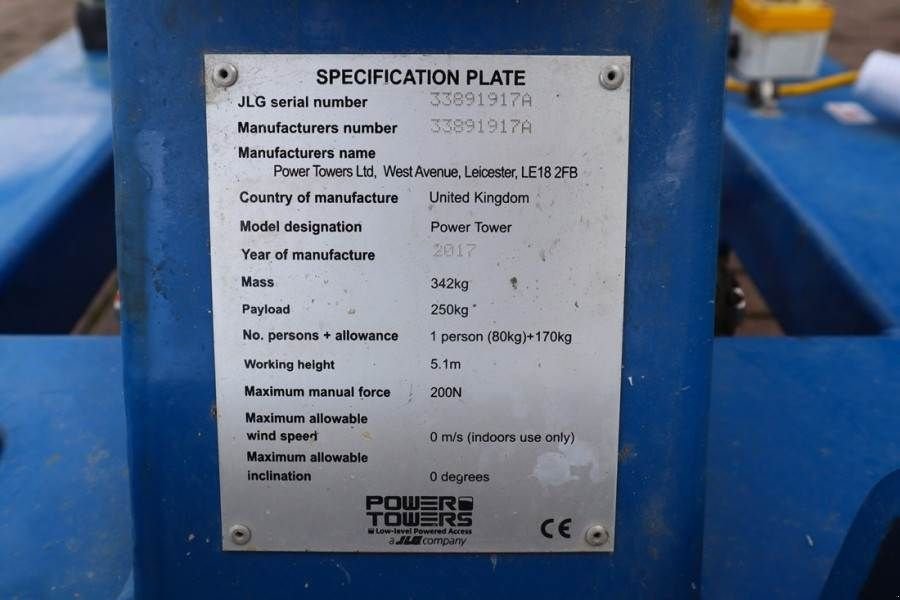 SPECIFICATION PLATE
JLG serial number 33891917A
Manufacturers number 33891917A
Manufacturers name
Power Towers Ltd, West Avenue, Leicester, LE18 2FB
Country of manufacture United Kingdom
Model designation Power Tower
Year of manufacture 2017
Mass 342kg
Payload 250kg
No. persons + allowance 1 person (80kg)+170kg
Working height 5.1m
Maximum manual force 200N
Maximum allowable
wind speed 0 m/s (indoors use only)
Maximum allowable
inclination 0 degrees
POWER
TOWERS
Low-level Powered Access
a JLG company
CE